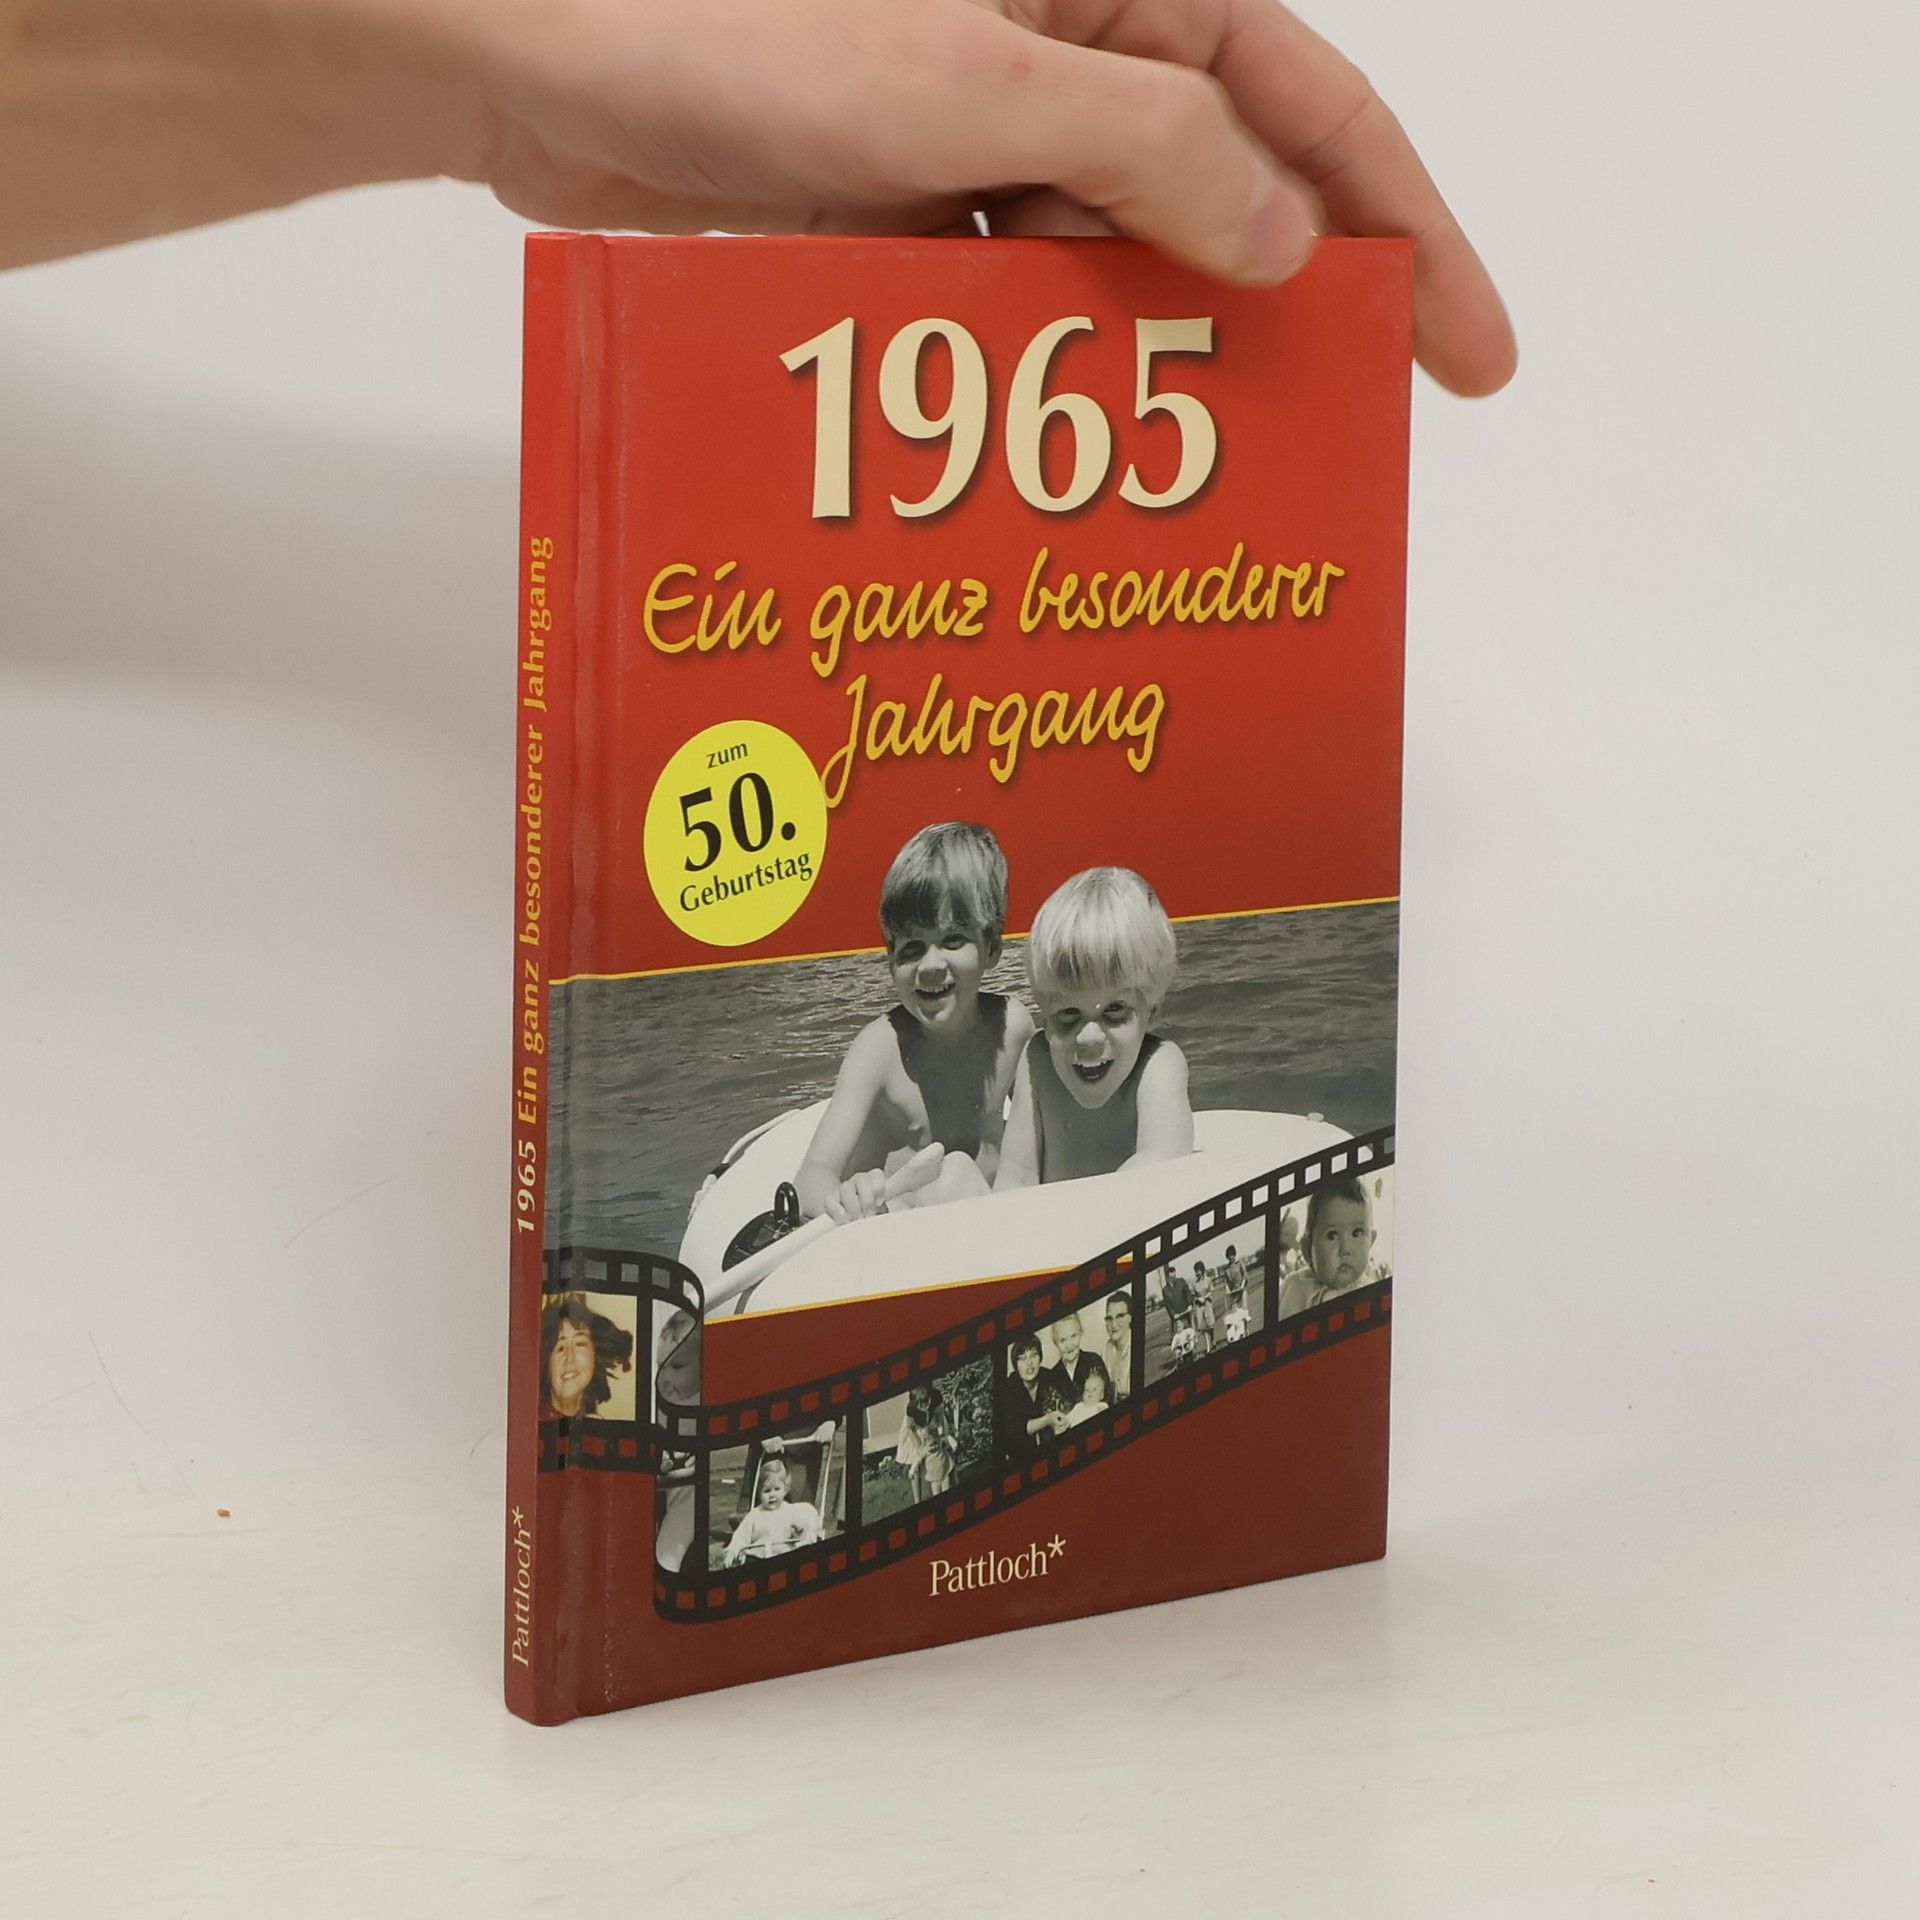 1965
Ein ganz besonderer
Jahrgang
zum
50.
Geburtstag
Pattloch*
1965 Ein ganz besonderer Jahrgang
Pattloch*